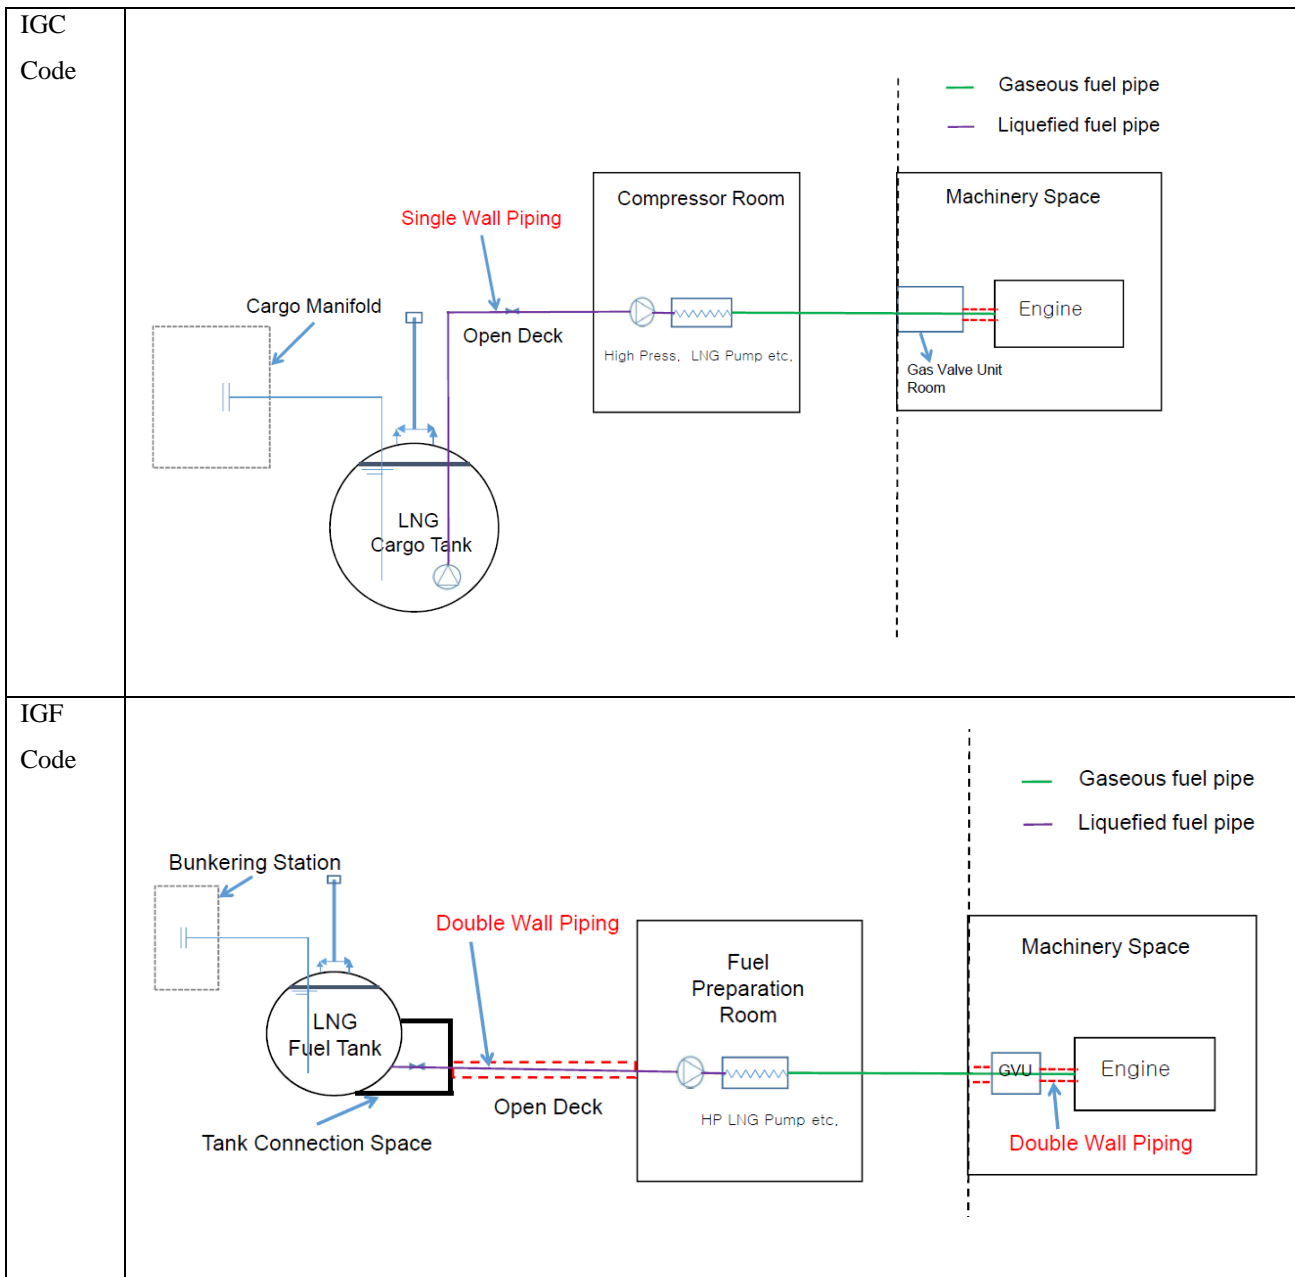 IGC
Code
Gaseous fuel pipe
Liquefied fuel pipe
Compressor Room
Machinery Space
Single Wall Piping
Cargo Manifold
Open Deck
Engine
High Press, LNG Pump etc,
Gas Valve Unit
Room
LNG
Cargo Tank
IGF
Code
Gaseous fuel pipe
Liquefied fuel pipe
Bunkering Station
Double Wall Piping
Machinery Space
Fuel
Preparation
Room
LNG
Fuel Tank
GVU
Engine
Open Deck
HP LNG Pump etc,
Tank Connection Space
Double Wall Piping